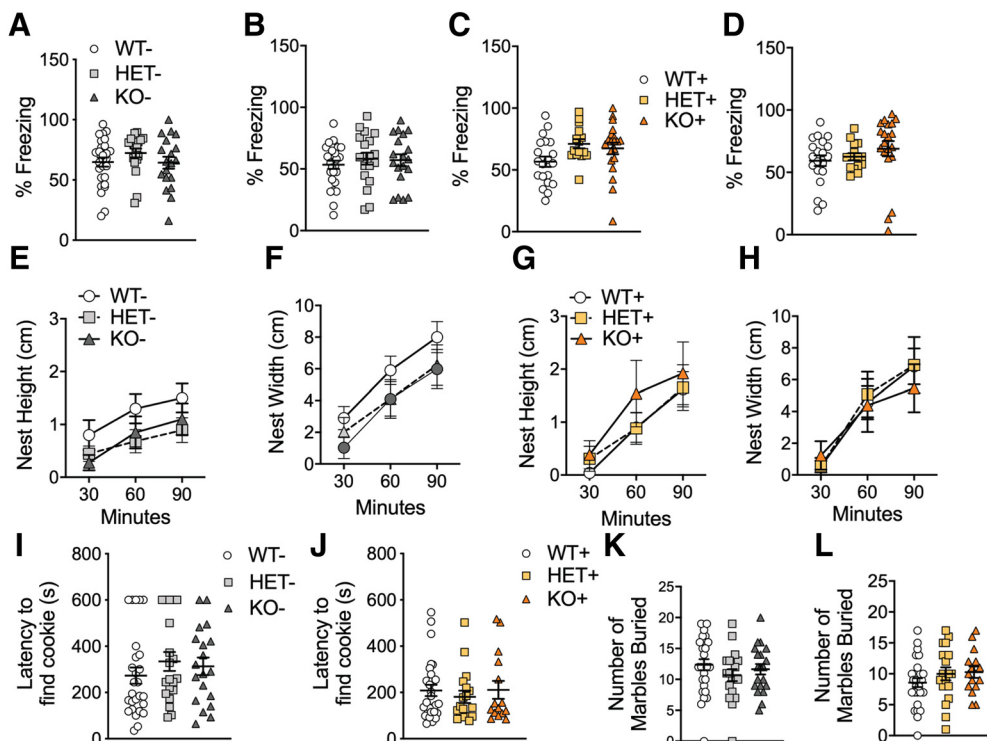 A
WT-
HET-
KO-
% Freezing
150
100
50
0
B
% Freezing
150
100
50
0
C
% Freezing
150
100
50
0
WT+
HET+
KO+
D
% Freezing
150
100
50
0
E
WT-
HET-
KO-
Nest Height (cm)
3
2
1
0
30 60 90
Minutes
F
Nest Width (cm)
10
8
6
4
2
0
30 60 90
Minutes
G
WT+
HET+
KO+
Nest Height (cm)
3
2
1
0
30 60 90
Minutes
H
Nest Width (cm)
10
8
6
4
2
0
30 60 90
Minutes
I
Latency to
find cookie (s)
800
600
400
200
0
WT-
HET-
KO-
J
Latency to
find cookie (s)
800
600
400
200
0
WT+
HET+
KO+
K
Number of
Marbles Buried
25
20
15
10
5
0
L
Number of
Marbles Buried
25
20
15
10
5
0